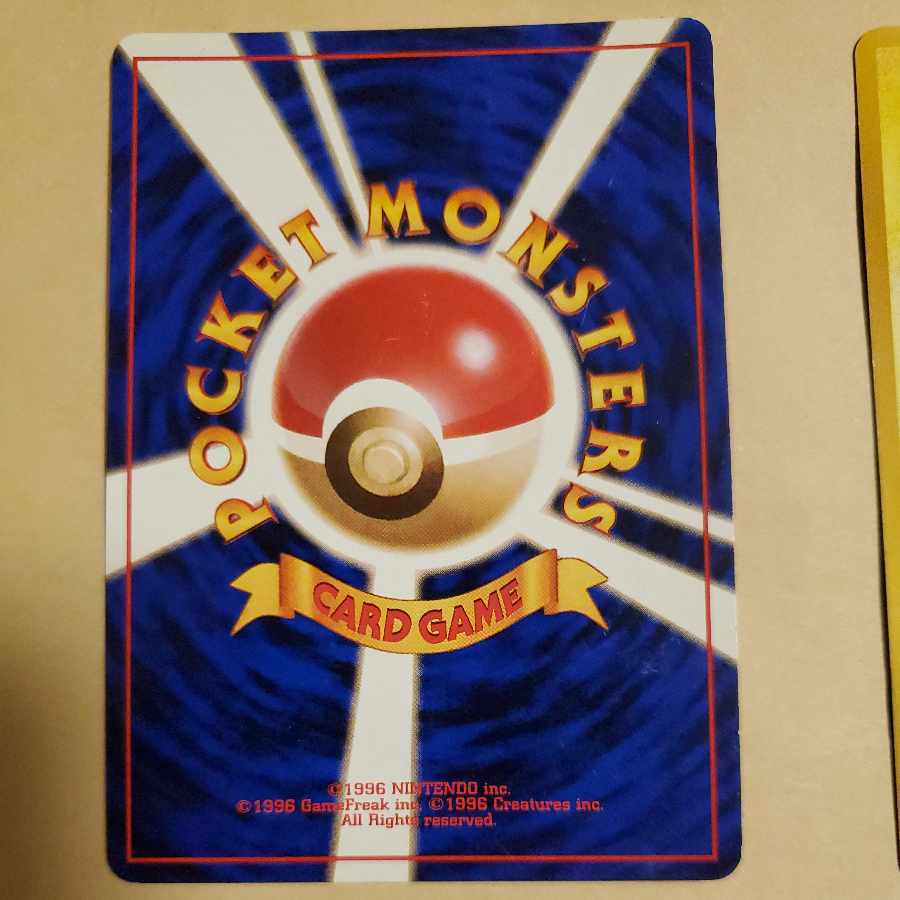 POCKET MONSTERS
CARD GAME
©1996 NINTENDO inc.
©1996 GameFreak inc. ©1996 Creatures inc.
All Rights reserved.